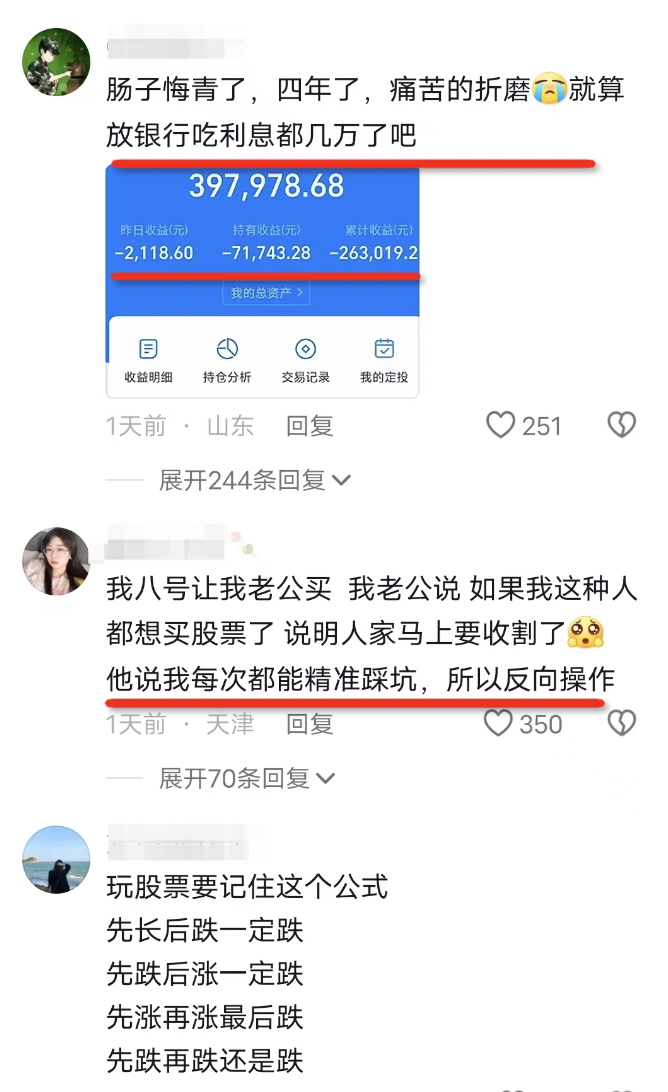 肠子悔青了，四年了，痛苦的折磨😭就算
放银行吃利息都几万了吧
397,978.68
昨日收益(元) 持有收益(元) 累计收益(元)
-2,118.60 -71,743.28 -263,019.2
我的总资产 >
收益明细 持仓分析 交易记录 我的定投
1天前 · 山东 回复 251
展开244条回复
我八号让我老公买 我老公说 如果我这种人
都想买股票了 说明人家马上要收割了🥺
他说我每次都能精准踩坑，所以反向操作
1天前 · 天津 回复 350
展开70条回复
玩股票要记住这个公式
先长后跌一定跌
先跌后涨一定跌
先涨再涨最后跌
先跌再跌还是跌